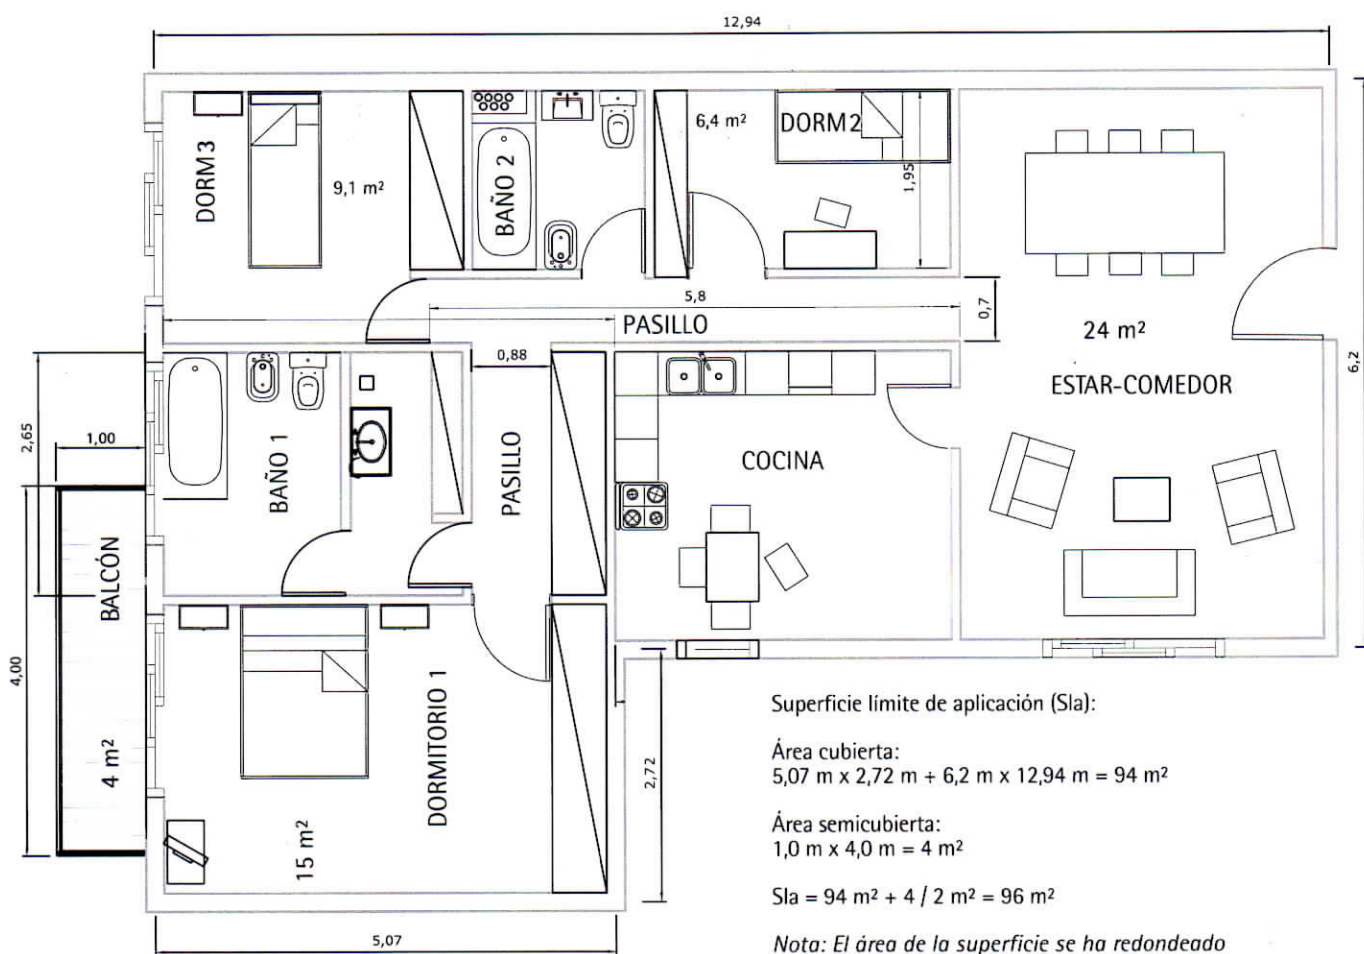 12,94
DORM 3
9,1 m²
BAÑO 2
6,4 m²
DORM 2
1,95
5,8
0,7
PASILLO
24 m²
6,2
ESTAR-COMEDOR
0,88
2,65
1,00
BAÑO 1
PASILLO
COCINA
BALCÓN
4,00
4 m²
DORMITORIO 1
15 m²
2,72
5,07
Superficie límite de aplicación (Sla):
Área cubierta:
5,07 m x 2,72 m + 6,2 m x 12,94 m = 94 m²
Área semicubierta:
1,0 m x 4,0 m = 4 m²
Sla = 94 m² + 4 / 2 m² = 96 m²
Nota: El área de la superficie se ha redondeado